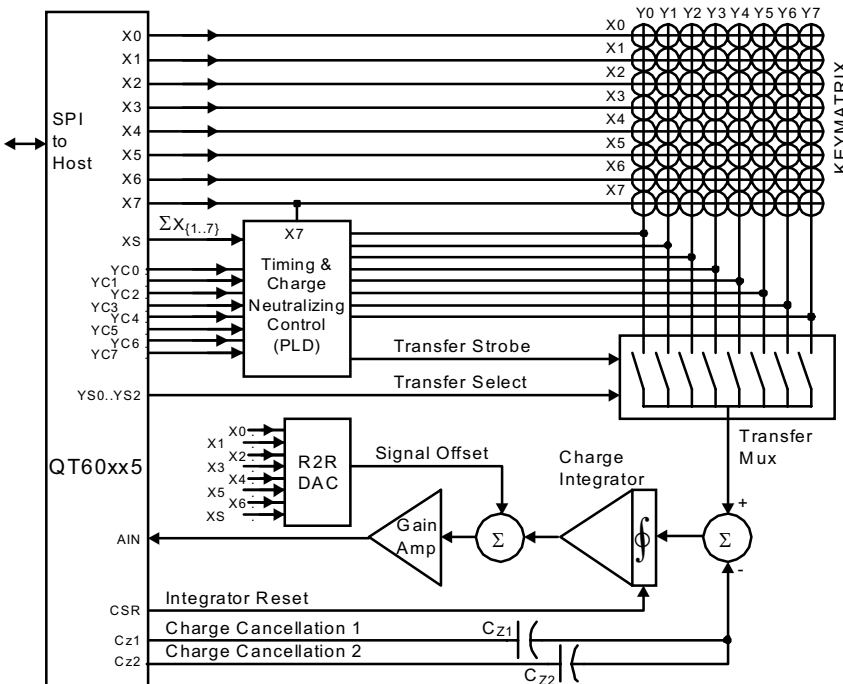 Y0 Y1 Y2 Y3 Y4 Y5 Y6 Y7
X0 X0
X1 X1
X2 X2
X3 X3
X4 X4
X5 X5
X6 X6
X7 X7
KEYMATRIX
SPI
to
Host
ΣX{1..7}
XS
YC0
YC1
YC2
YC3
YC4
YC5
YC6
YC7
X7
Timing &
Charge
Neutralizing
Control
(PLD)
Transfer Strobe
YS0..YS2
Transfer Select
Transfer
Mux
QT60xx5
X0
X1
X2
X3
X4
X5
X6
XS
R2R
DAC
Signal Offset
Charge
Integrator
AIN
Gain
Amp
Σ
∮
Σ
+
-
CSR
Integrator Reset
Cz1
Charge Cancellation 1
CZ1
Cz2
Charge Cancellation 2
CZ2